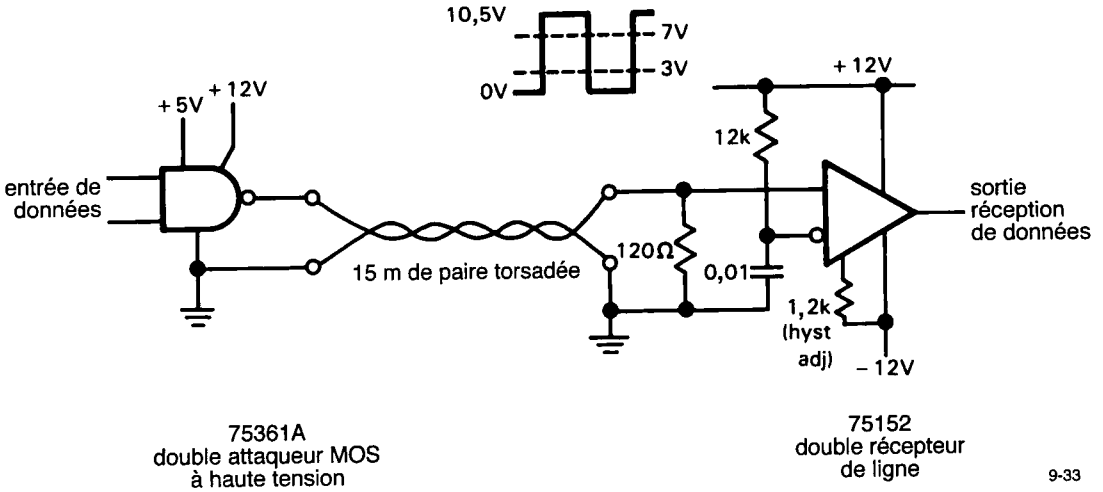 10,5V
7V
3V
0V
+5V
+12V
entrée de
données
15 m de paire torsadée
120Ω
12k
0,01
+12V
1,2k
(hyst
adj)
– 12V
sortie
réception
de données
75361A
double attaqueur MOS
à haute tension
75152
double récepteur
de ligne
9-33